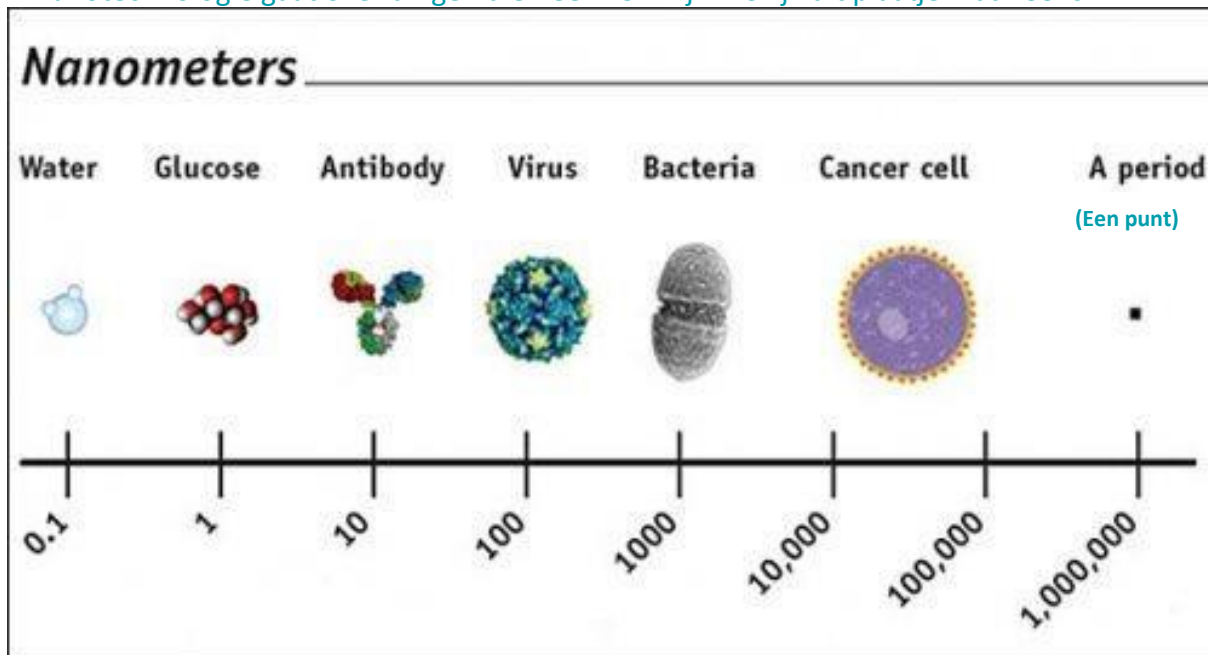 Nanometers
Water Glucose Antibody Virus Bacteria Cancer cell A period
(Een punt)
0.1 1 10 100 1000 10,000 100,000 1,000,000